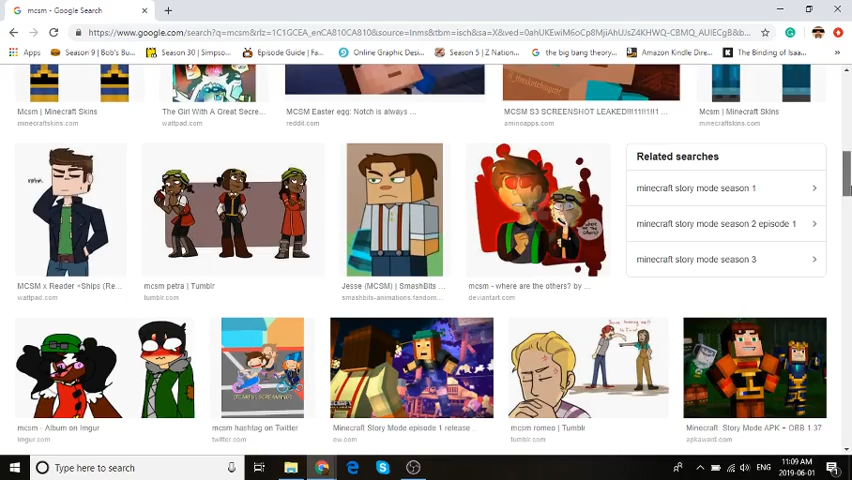 mcsm - Google Search
https://www.google.com/search?q=mcsm&rlz=1C1GCEA_enCA810CA810&source=lnms&tbm=isch&sa=X&ved=
Apps Season 9 | Bob's Bu... Season 30 | Simpso... Episode Guide | Fa... Online Graphic Desi... Season 5 | Z Nation... the big bang theory... Amazon Kindle Dire... The Binding of Isaa...
Mcsm | Minecraft Skins The Girl With A Great Secre... MCSM Easter egg: Notch is always ... MCSM S3 SCREENSHOT LEAKED!!!11!!1!1 ... Mcsm | Minecraft Skins
minecraftskins.com wattpad.com reddit.com aminoapps.com minecraftskins.com
Related searches
minecraft story mode season 1
minecraft story mode season 2 episode 1
minecraft story mode season 3
MCSM x Reader +Ships (Re... mcsm petra | Tumblr Jesse (MCSM) | SmashBits ... mcsm - where are the others? by ...
wattpad.com tumblr.com smashbits-animations.fandom... deviantart.com
mcsm - Album on Imgur mcsm hashtag on Twitter Minecraft Story Mode episode 1 release ... mcsm romeo | Tumblr Minecraft: Story Mode APK + OBB 1.37
imgur.com twitter.com ew.com tumblr.com apkaward.com
Type here to search
ENG
11:09 AM
2019-06-01